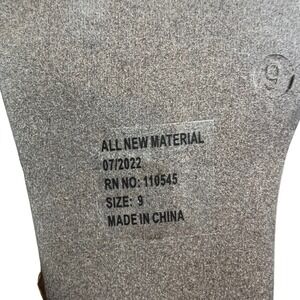 9
ALL NEW MATERIAL
07/2022
RN NO: 110545
SIZE: 9
MADE IN CHINA